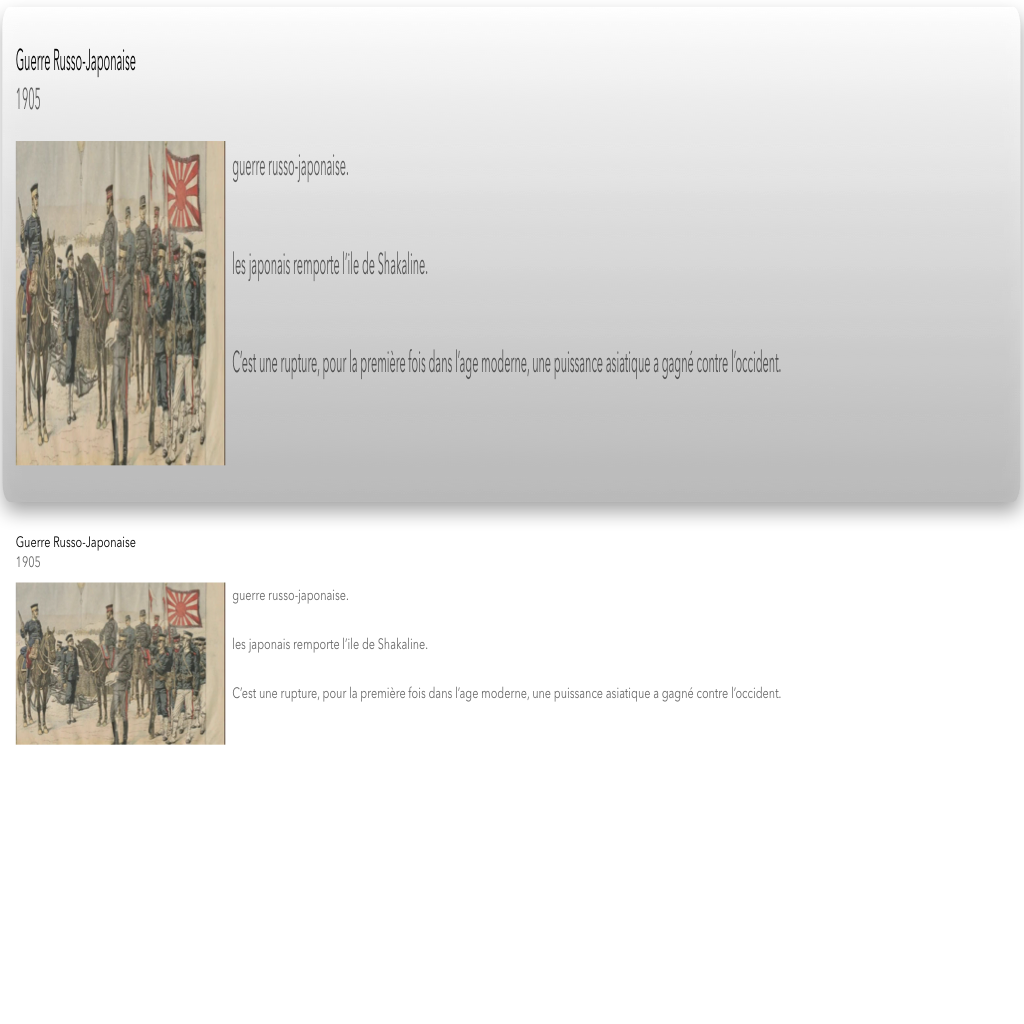 Guerre Russo-Japonaise
1905
guerre russo-japonaise.
les japonais remporte l'ile de Shakaline.
C'est une rupture, pour la première fois dans l'age moderne, une puissance asiatique a gagné contre l'occident.
Guerre Russo-Japonaise
1905
guerre russo-japonaise.
les japonais remporte l'ile de Shakaline.
C'est une rupture, pour la première fois dans l'age moderne, une puissance asiatique a gagné contre l'occident.